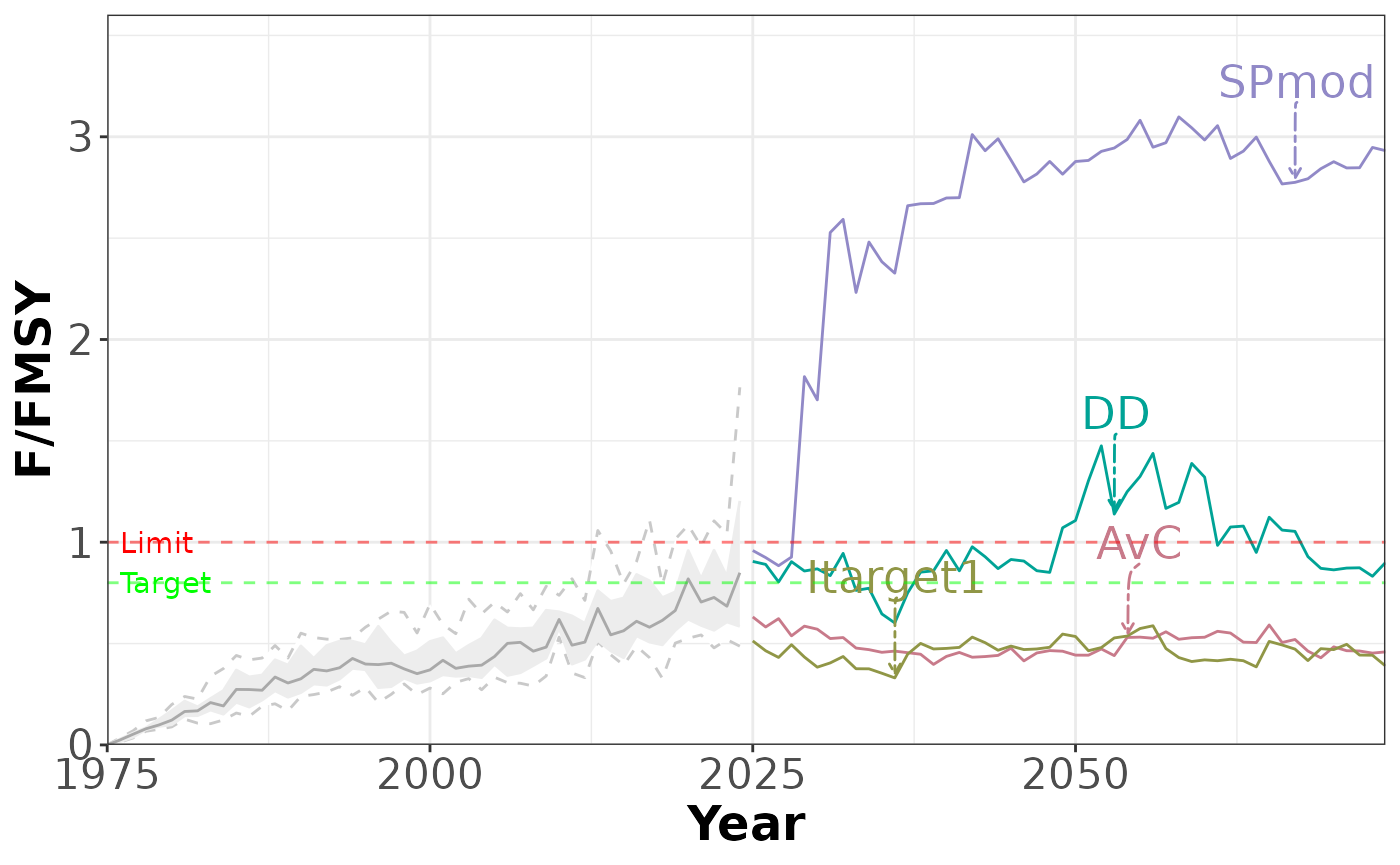 SPmod
3
F/FMSY
2
DD
1
Limit
AvC
Target
Itarget1
0
1975 2000 2025 2050
Year